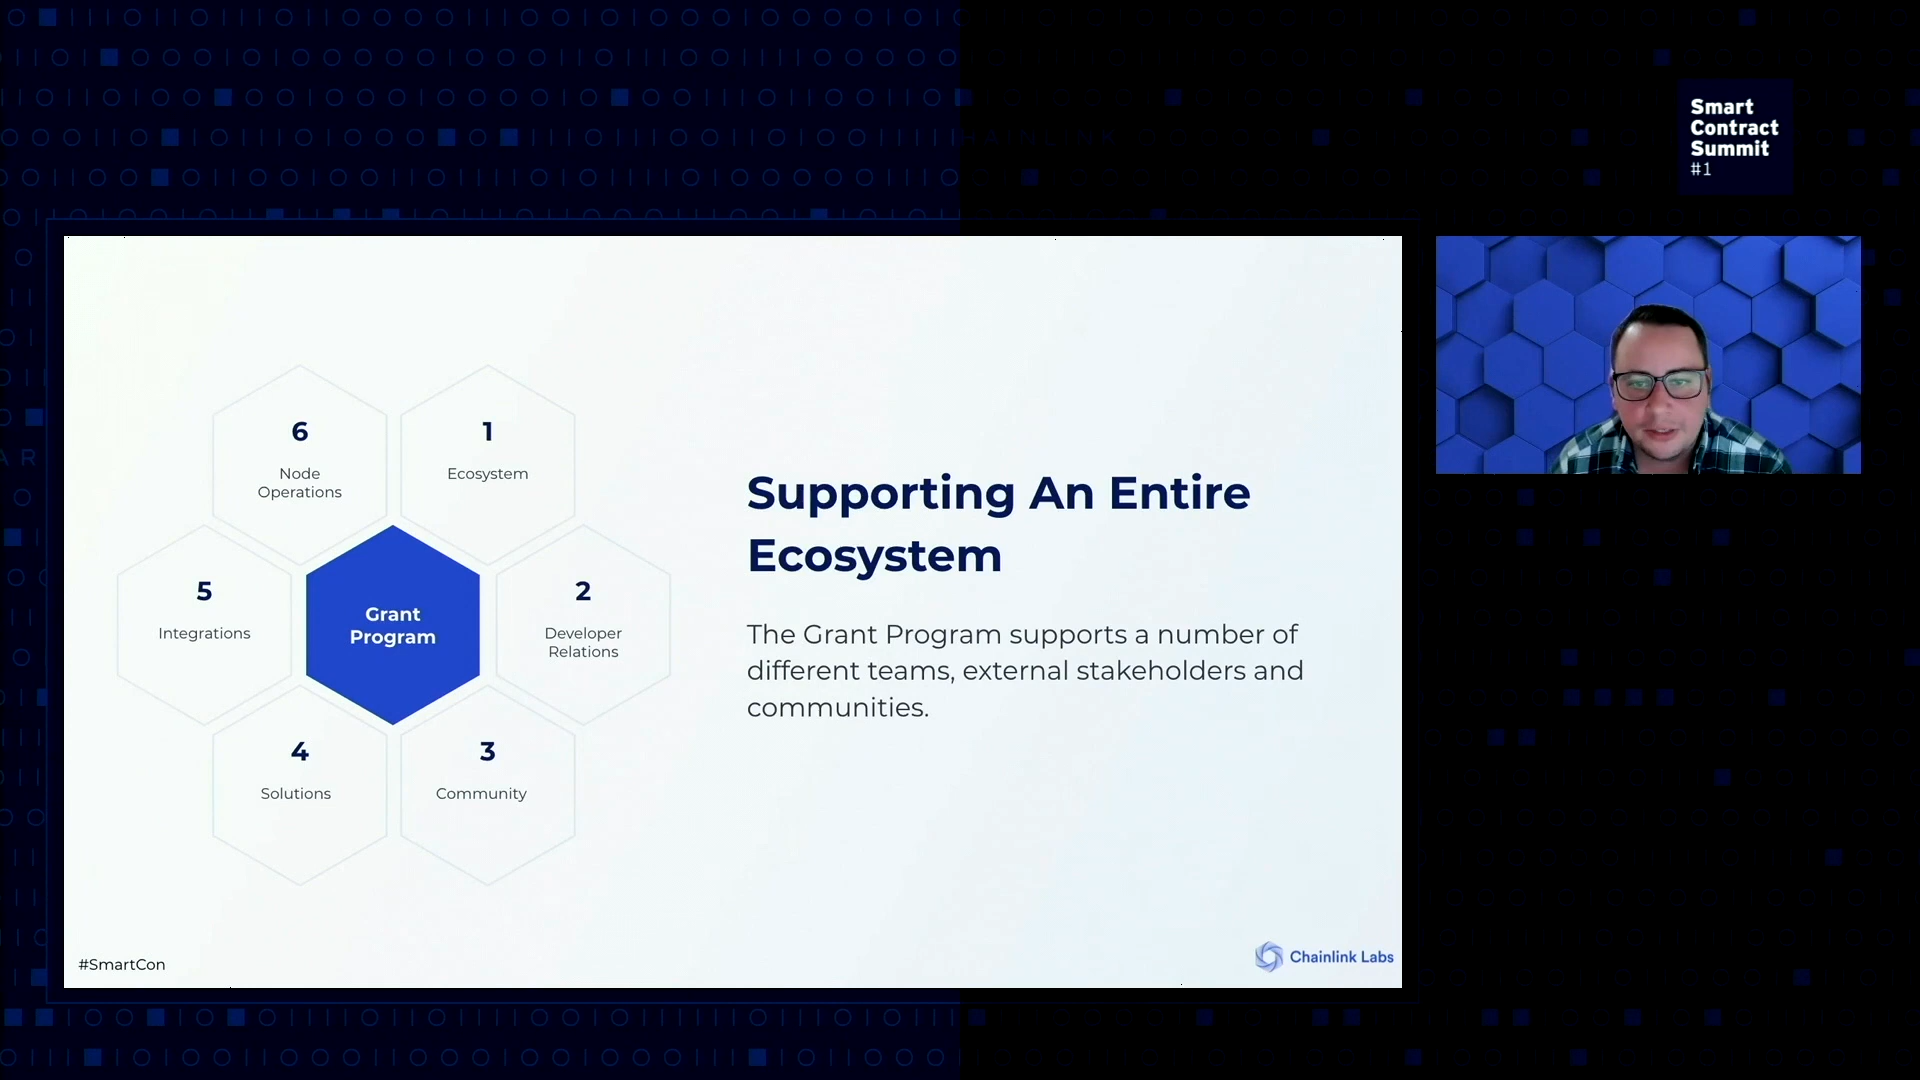 Smart
Contract
Summit
#1
6
Node
Operations
1
Ecosystem
5
Integrations
Grant
Program
2
Developer
Relations
4
Solutions
3
Community
Supporting An Entire
Ecosystem
The Grant Program supports a number of
different teams, external stakeholders and
communities.
#SmartCon
Chainlink Labs